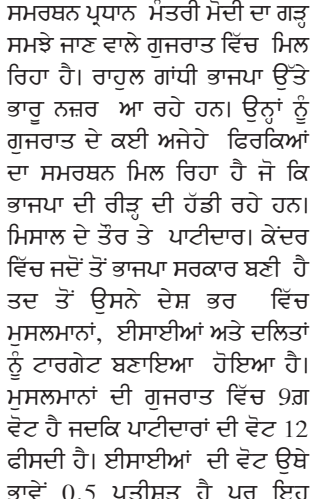 ਸਮਰਥਨ ਪ੍ਰਧਾਨ ਮੰਤਰੀ ਮੋਦੀ ਦਾ ਗੜ੍ਹ
ਸਮਝੇ ਜਾਣ ਵਾਲੇ ਗੁਜਰਾਤ ਵਿੱਚ ਮਿਲ
ਰਿਹਾ ਹੈ। ਰਾਹੁਲ ਗਾਂਧੀ ਭਾਜਪਾ ਉੱਤੇ
ਭਾਰੂ ਨਜ਼ਰ ਆ ਰਹੇ ਹਨ। ਉਨ੍ਹਾਂ ਨੂੰ
ਗੁਜਰਾਤ ਦੇ ਕਈ ਅਜੇਹੇ ਫਿਰਕਿਆਂ
ਦਾ ਸਮਰਥਨ ਮਿਲ ਰਿਹਾ ਹੈ ਜੋ ਕਿ
ਭਾਜਪਾ ਦੀ ਰੀੜ੍ਹ ਦੀ ਹੱਡੀ ਰਹੇ ਹਨ।
ਮਿਸਾਲ ਦੇ ਤੌਰ ਤੇ ਪਾਟੀਦਾਰ। ਕੇਂਦਰ
ਵਿੱਚ ਜਦੋਂ ਤੋਂ ਭਾਜਪਾ ਸਰਕਾਰ ਬਣੀ ਹੈ
ਤਦ ਤੋਂ ਉਸਨੇ ਦੇਸ਼ ਭਰ ਵਿੱਚ
ਮੁਸਲਮਾਨਾਂ, ਈਸਾਈਆਂ ਅਤੇ ਦਲਿਤਾਂ
ਨੂੰ ਟਾਰਗੇਟ ਬਣਾਇਆ ਹੋਇਆ ਹੈ।
ਮੁਸਲਮਾਨਾਂ ਦੀ ਗੁਜਰਾਤ ਵਿੱਚ 9ਗ਼
ਵੋਟ ਹੈ ਜਦਕਿ ਪਾਟੀਦਾਰਾਂ ਦੀ ਵੋਟ 12
ਫੀਸਦੀ ਹੈ। ਈਸਾਈਆਂ ਦੀ ਵੋਟ ਉਥੇ
ਭਾਵੇਂ 0.5 ਪ੍ਰਤੀਸ਼ਤ ਹੈ ਪਰ ਇਹ